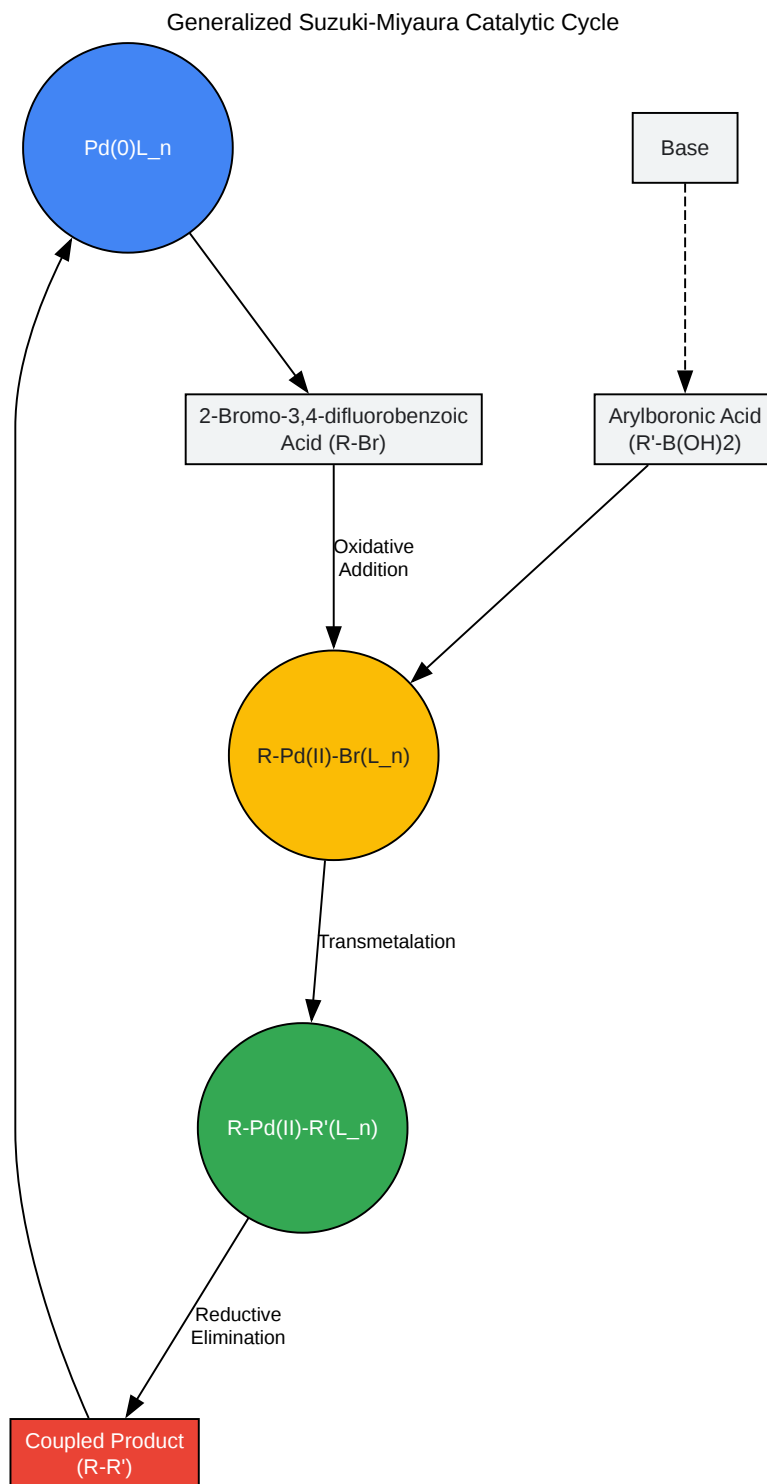 Generalized Suzuki-Miyaura Catalytic Cycle
Pd(0)L_n
Base
2-Bromo-3,4-difluorobenzoic
Acid (R-Br)
Arylboronic Acid
(R'-B(OH)2)
Oxidative
Addition
R-Pd(II)-Br(L_n)
Transmetalation
R-Pd(II)-R'(L_n)
Reductive
Elimination
Coupled Product
(R-R')